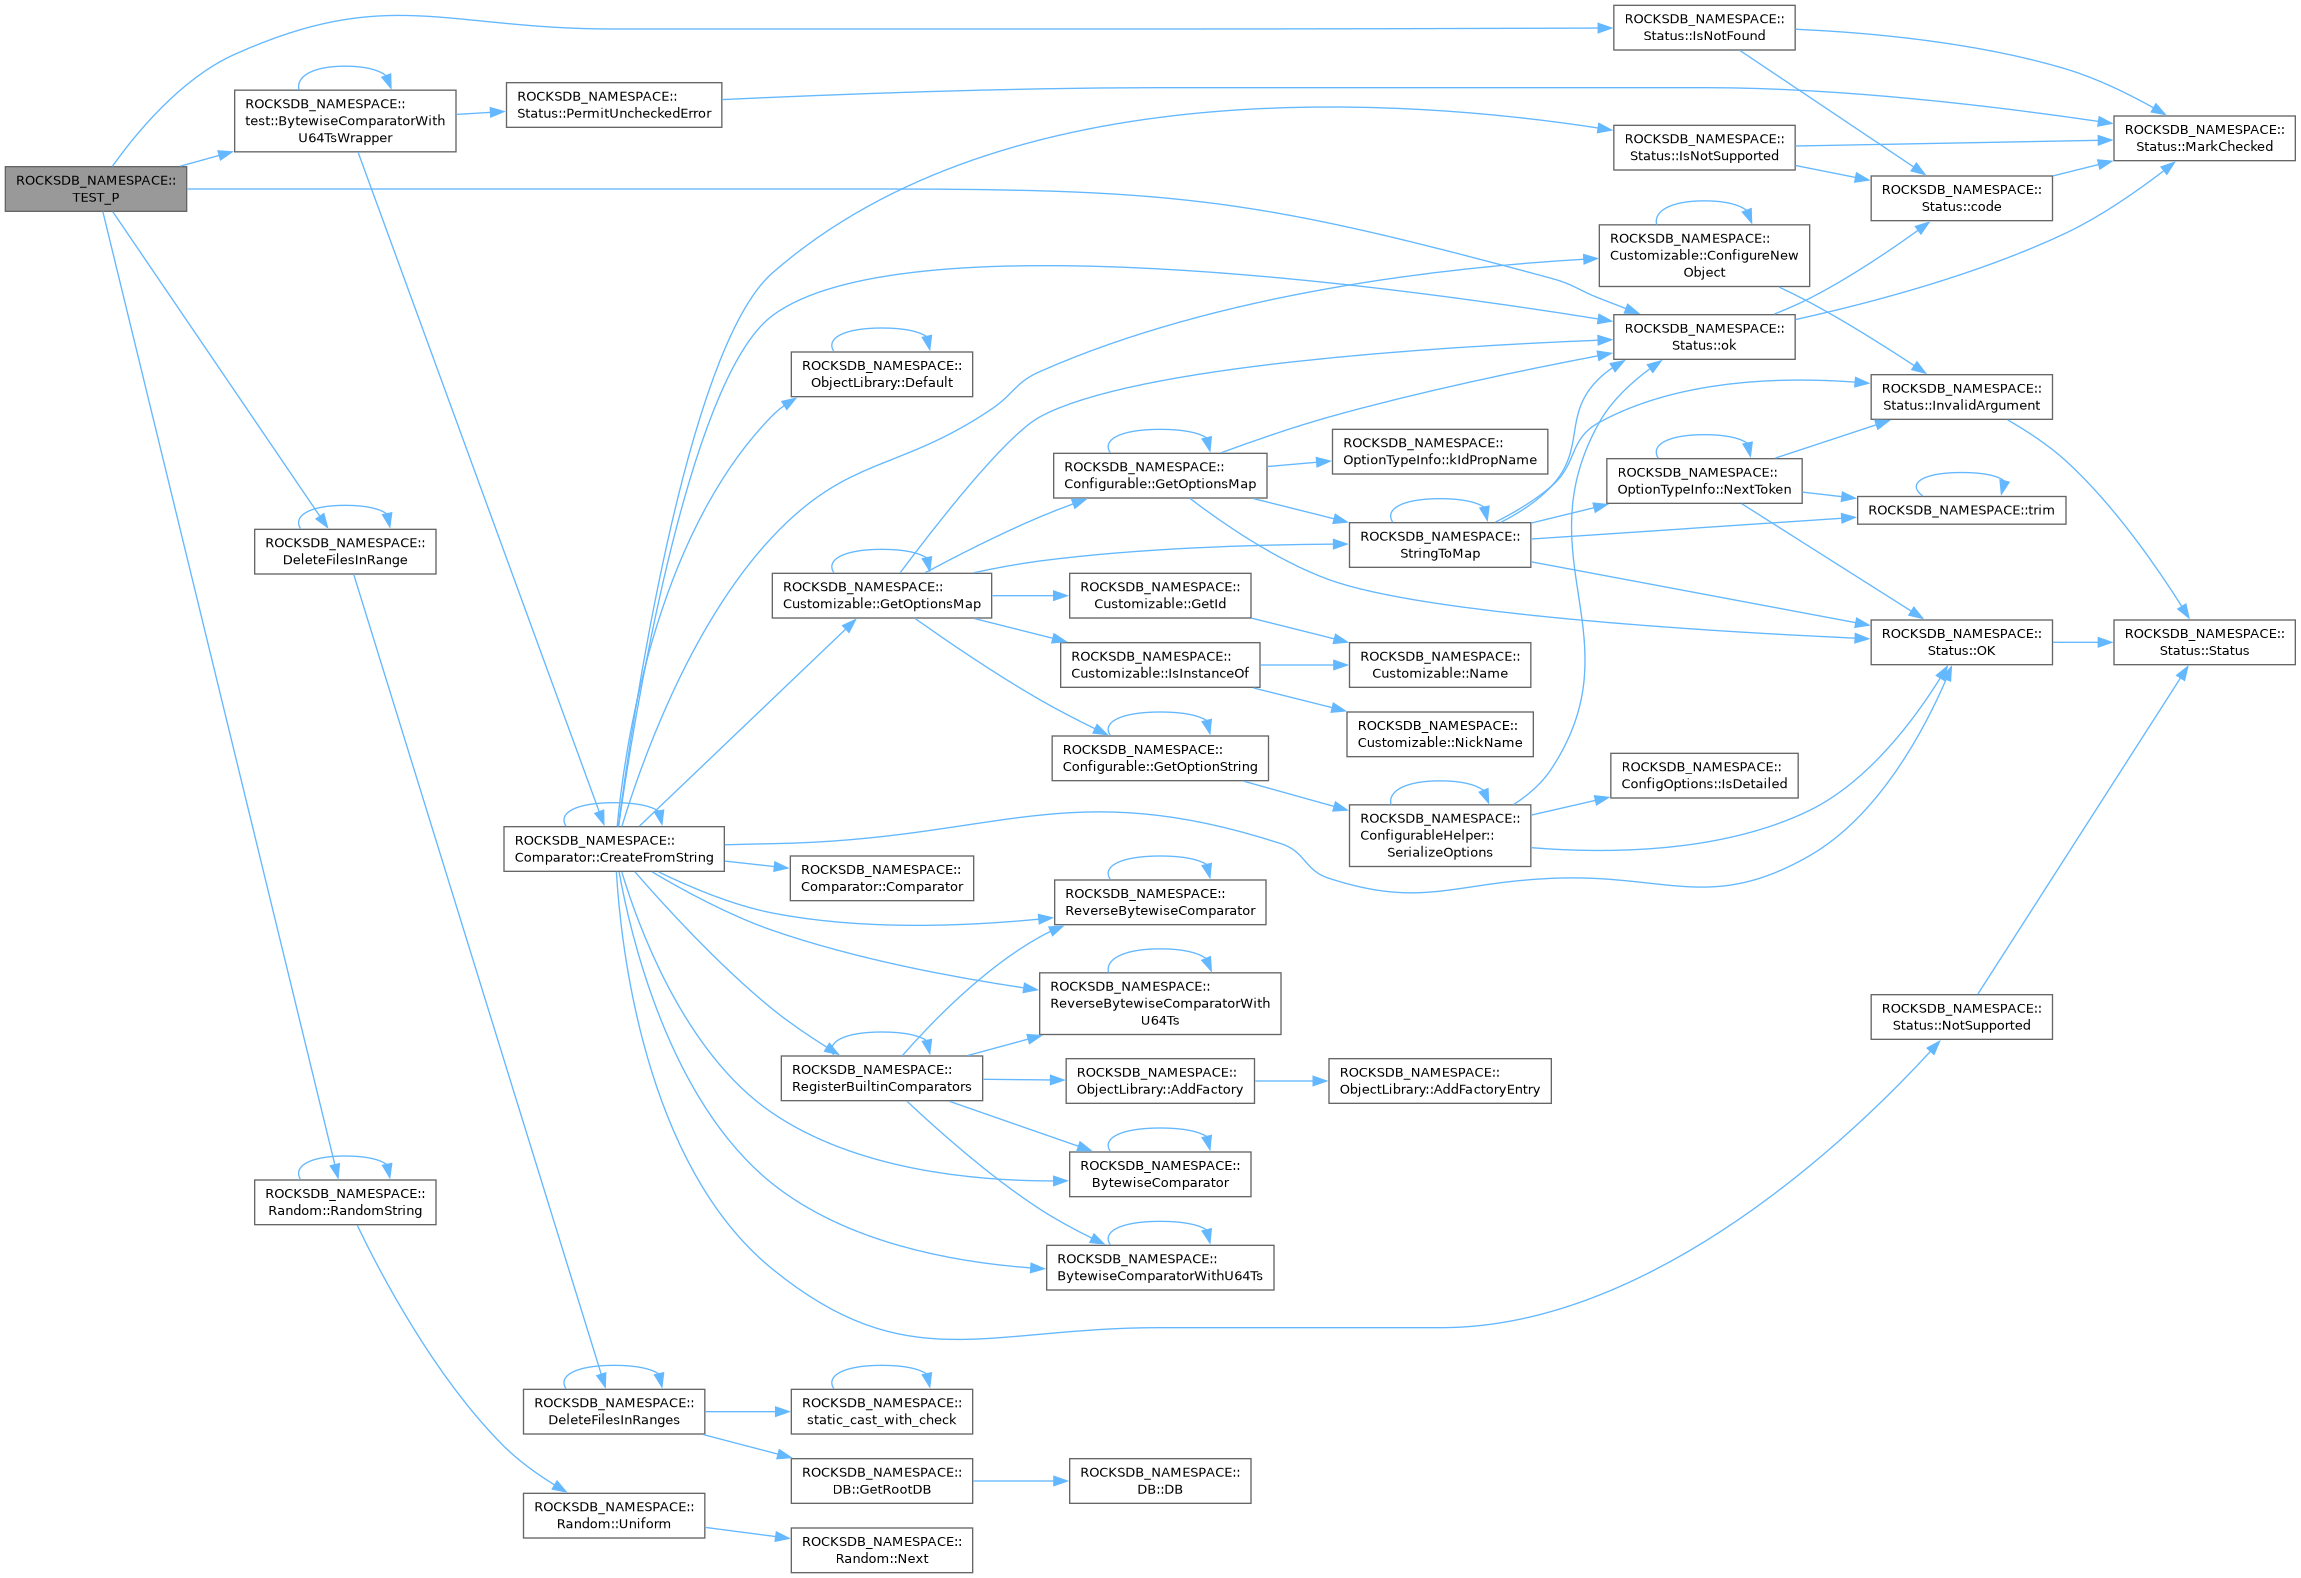 ROCKSDB_NAMESPACE::
TEST_P
ROCKSDB_NAMESPACE::
test::BytewiseComparatorWith
U64TsWrapper
ROCKSDB_NAMESPACE::
DeleteFilesInRange
ROCKSDB_NAMESPACE::
Random::RandomString
ROCKSDB_NAMESPACE::
Status::PermitUncheckedError
ROCKSDB_NAMESPACE::
Comparator::CreateFromString
ROCKSDB_NAMESPACE::
DeleteFilesInRanges
ROCKSDB_NAMESPACE::
Random::Uniform
ROCKSDB_NAMESPACE::
ObjectLibrary::Default
ROCKSDB_NAMESPACE::
Customizable::GetOptionsMap
ROCKSDB_NAMESPACE::
Comparator::Comparator
ROCKSDB_NAMESPACE::
RegisterBuiltinComparators
ROCKSDB_NAMESPACE::
static_cast_with_check
ROCKSDB_NAMESPACE::
DB::GetRootDB
ROCKSDB_NAMESPACE::
Random::Next
ROCKSDB_NAMESPACE::
Configurable::GetOptionsMap
ROCKSDB_NAMESPACE::
Customizable::GetId
ROCKSDB_NAMESPACE::
Customizable::IsInstanceOf
ROCKSDB_NAMESPACE::
Configurable::GetOptionString
ROCKSDB_NAMESPACE::
ReverseBytewiseComparator
ROCKSDB_NAMESPACE::
ReverseBytewiseComparatorWith
U64Ts
ROCKSDB_NAMESPACE::
ObjectLibrary::AddFactory
ROCKSDB_NAMESPACE::
BytewiseComparator
ROCKSDB_NAMESPACE::
BytewiseComparatorWithU64Ts
ROCKSDB_NAMESPACE::
DB::DB
ROCKSDB_NAMESPACE::
OptionTypeInfo::kIdPropName
ROCKSDB_NAMESPACE::
StringToMap
ROCKSDB_NAMESPACE::
Customizable::Name
ROCKSDB_NAMESPACE::
Customizable::NickName
ROCKSDB_NAMESPACE::
ConfigurableHelper::
SerializeOptions
ROCKSDB_NAMESPACE::
ObjectLibrary::AddFactoryEntry
ROCKSDB_NAMESPACE::
Status::IsNotFound
ROCKSDB_NAMESPACE::
Status::IsNotSupported
ROCKSDB_NAMESPACE::
Customizable::ConfigureNew
Object
ROCKSDB_NAMESPACE::
Status::ok
ROCKSDB_NAMESPACE::
OptionTypeInfo::NextToken
ROCKSDB_NAMESPACE::
ConfigOptions::IsDetailed
ROCKSDB_NAMESPACE::
Status::code
ROCKSDB_NAMESPACE::
Status::InvalidArgument
ROCKSDB_NAMESPACE::trim
ROCKSDB_NAMESPACE::
Status::OK
ROCKSDB_NAMESPACE::
Status::NotSupported
ROCKSDB_NAMESPACE::
Status::MarkChecked
ROCKSDB_NAMESPACE::
Status::Status